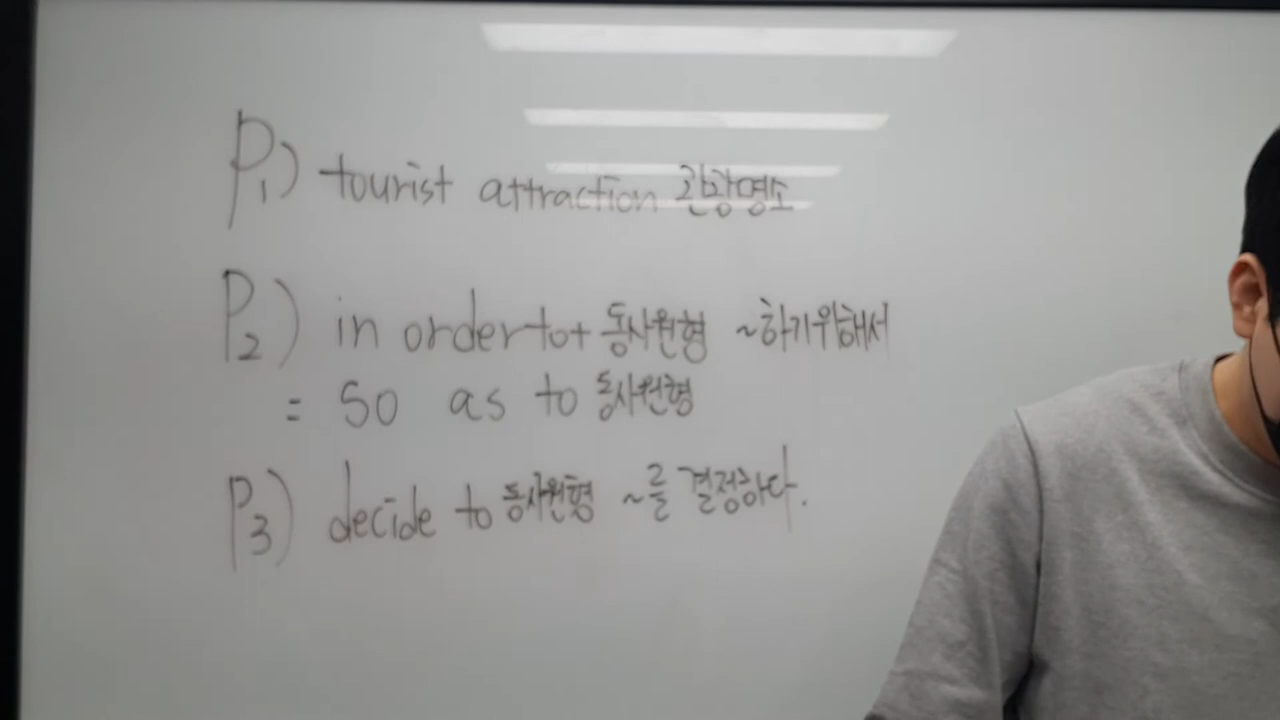 P1) tourist attraction 관광명소
P2) in order to + 동사원형 ~하기위해서
= so as to 동사원형
P3) decide to 동사원형 ~를 결정하다.